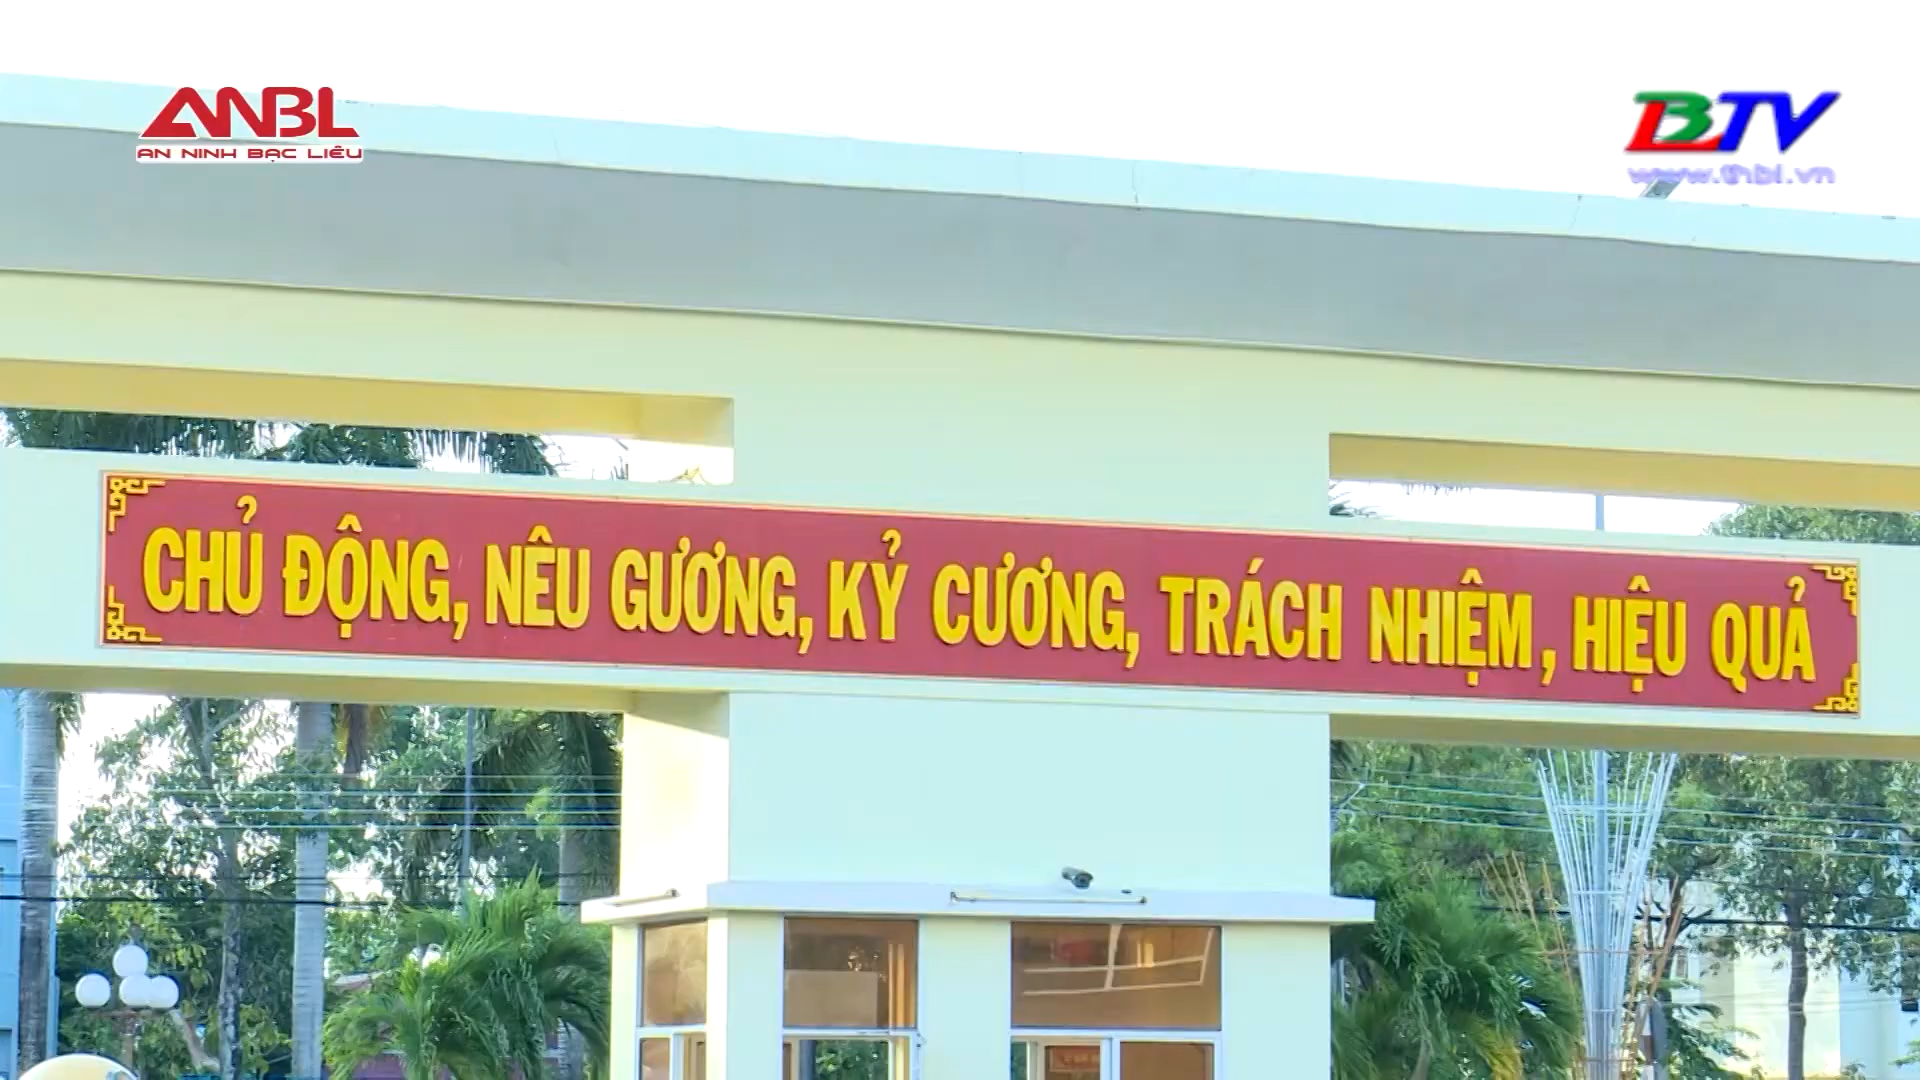 ANBL
AN NINH BẠC LIÊU
BTV
www.thbl.vn
CHỦ ĐỘNG, NÊU GƯƠNG, KỶ CƯƠNG, TRÁCH NHIỆM, HIỆU QUẢ